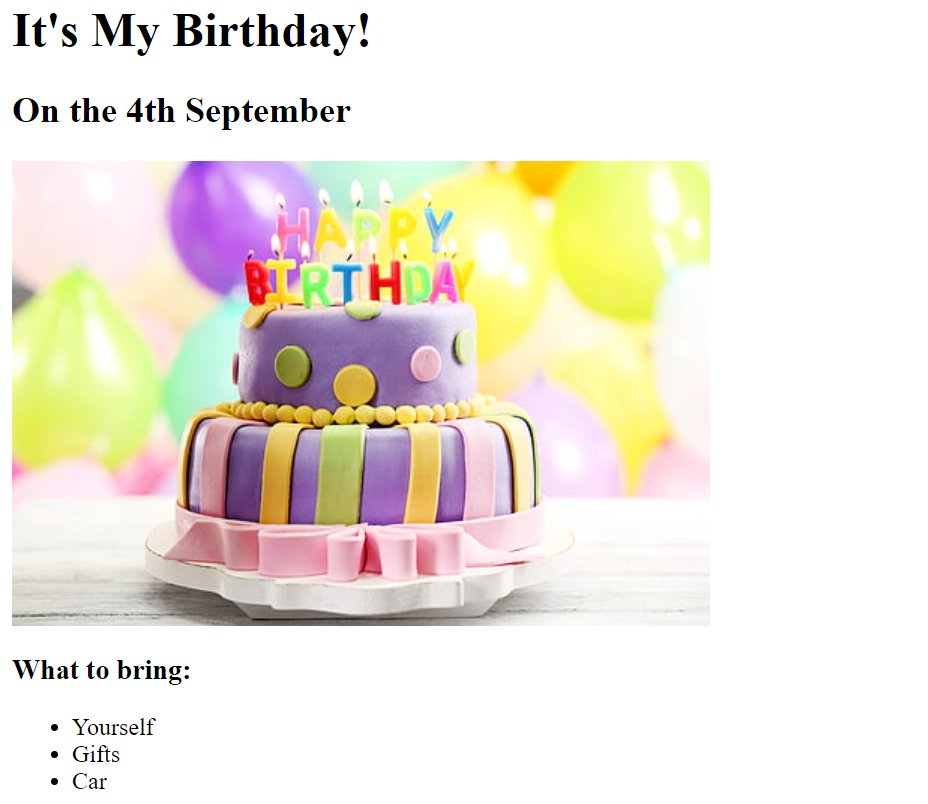 It's My Birthday!
On the 4th September
HAPPY
BIRTHDAY
What to bring:
Yourself
Gifts
Car